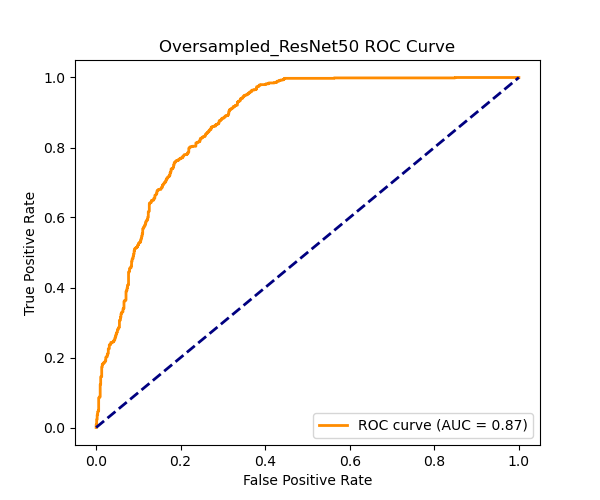 Oversampled_ResNet50 ROC Curve
1.0
0.8
0.6
0.4
0.2
0.0
True Positive Rate
ROC curve (AUC = 0.87)
0.0 0.2 0.4 0.6 0.8 1.0
False Positive Rate